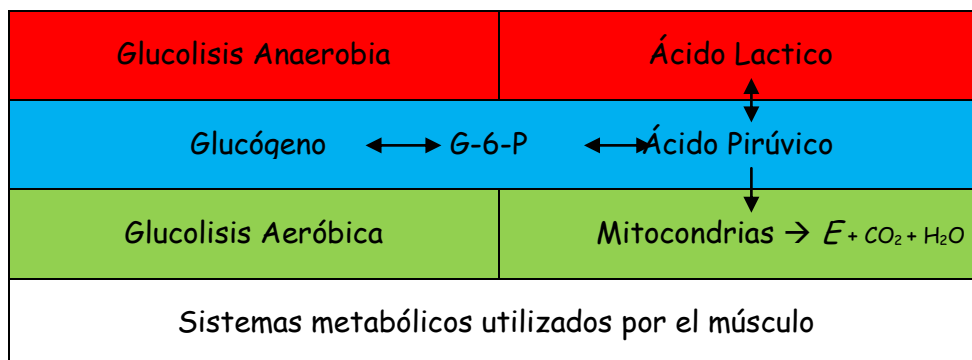 Glucolisis Anaerobia Ácido Lactico
Glucógeno ↔ G-6-P ↔ Ácido Pirúvico
Glucolisis Aeróbica Mitocondrias → E + CO₂ + H₂O
Sistemas metabólicos utilizados por el músculo